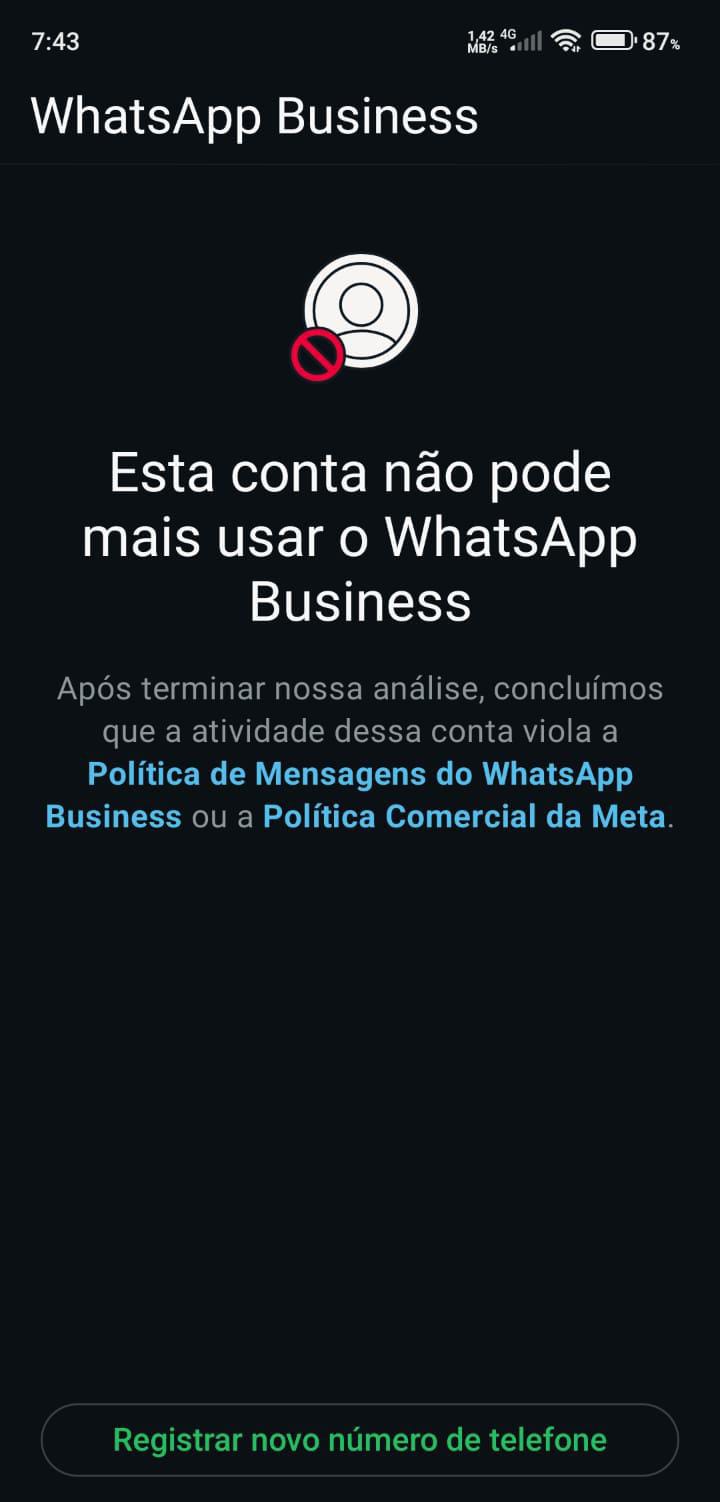 7:43
1,42 MB/s 4G 87%
WhatsApp Business
Esta conta não pode
mais usar o WhatsApp
Business
Após terminar nossa análise, concluímos
que a atividade dessa conta viola a
Política de Mensagens do WhatsApp
Business ou a Política Comercial da Meta.
Registrar novo número de telefone